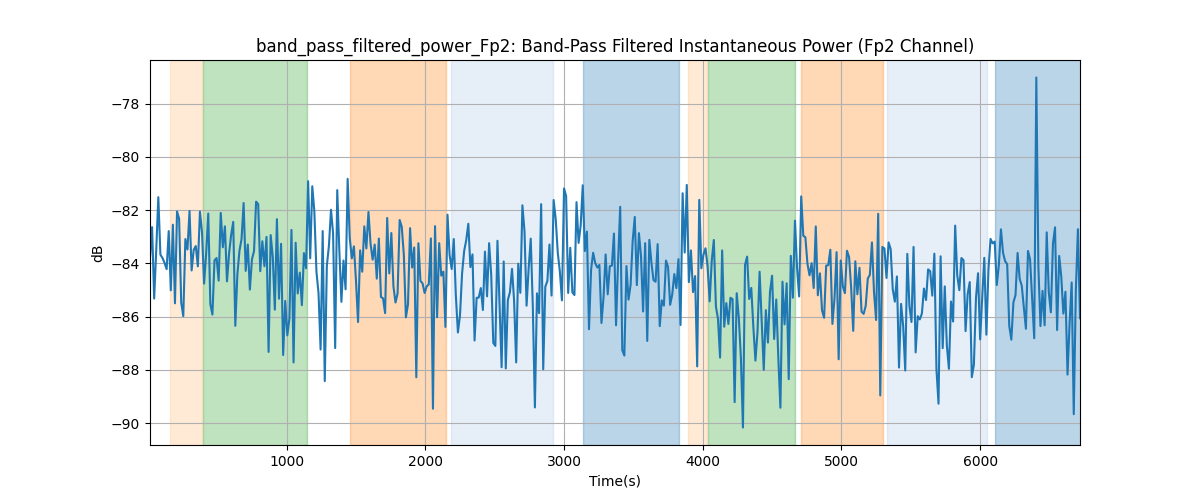 band_pass_filtered_power_Fp2: Band-Pass Filtered Instantaneous Power (Fp2 Channel)
−78
−80
−82
−84
−86
−88
−90
dB
1000 2000 3000 4000 5000 6000
Time(s)